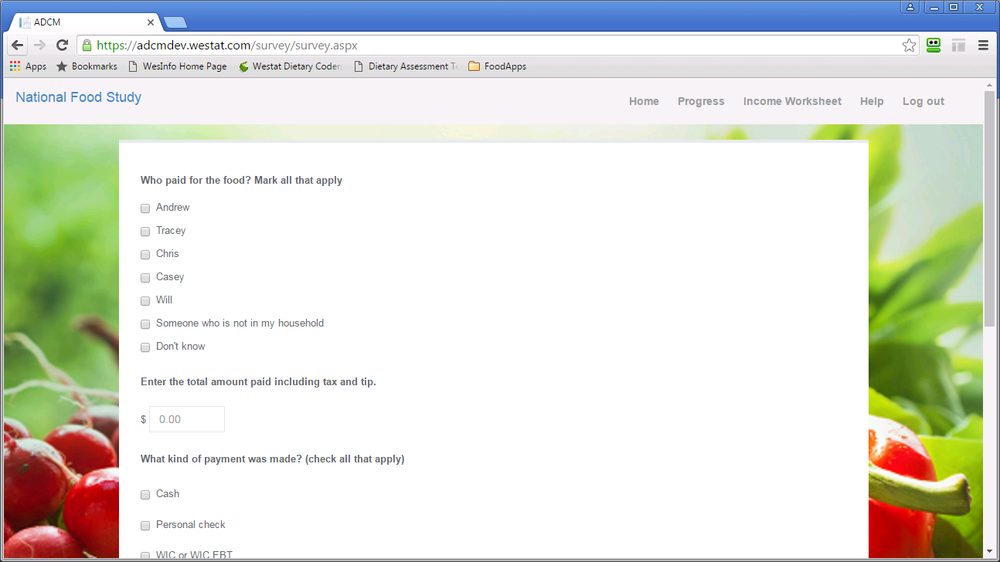 ADCM
https://adcmdev.westat.com/survey/survey.aspx
Apps Bookmarks WesInfo Home Page Westat Dietary Coder Dietary Assessment FoodApps
National Food Study
Home Progress Income Worksheet Help Log out
Who paid for the food? Mark all that apply
Andrew
Tracey
Chris
Casey
Will
Someone who is not in my household
Don't know
Enter the total amount paid including tax and tip.
$ 0.00
What kind of payment was made? (check all that apply)
Cash
Personal check
WIC or WIC EBT